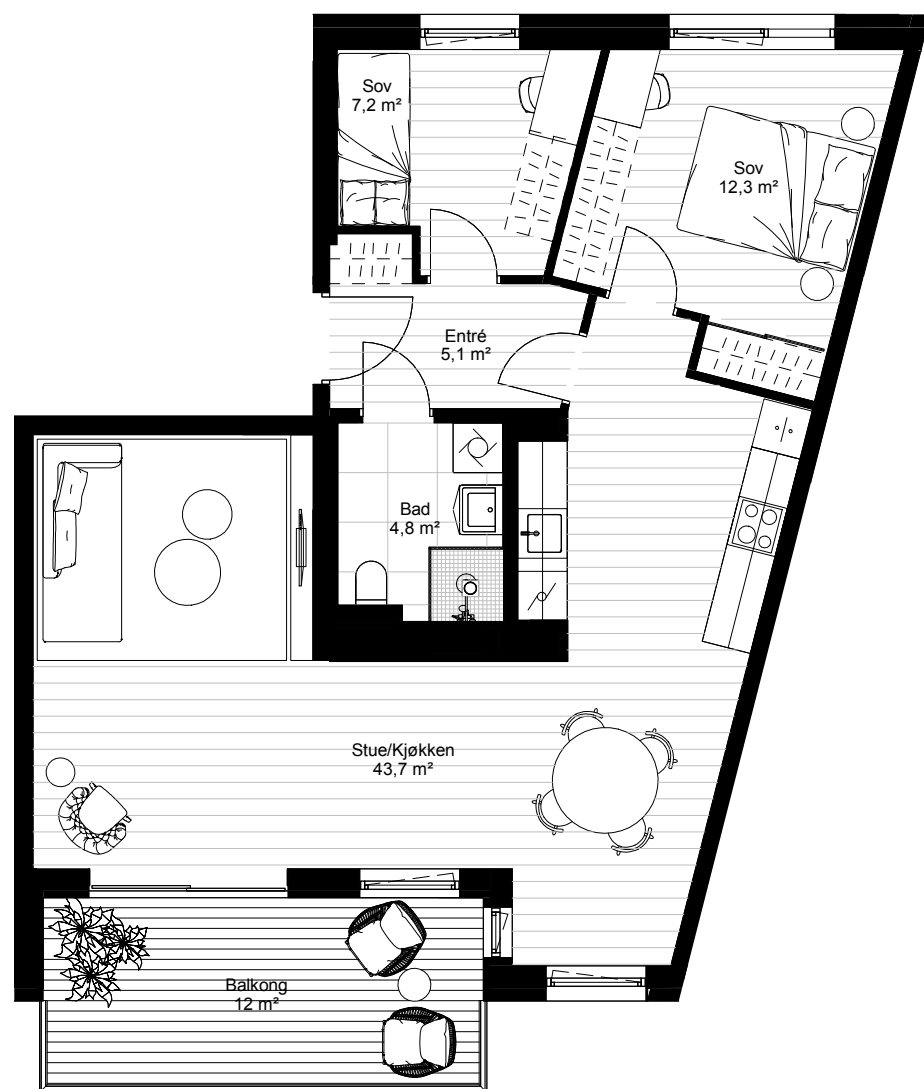 Sov
7,2 m²
Sov
12,3 m²
Entré
5,1 m²
Bad
4,8 m²
Stue/Kjøkken
43,7 m²
Balkong
12 m²